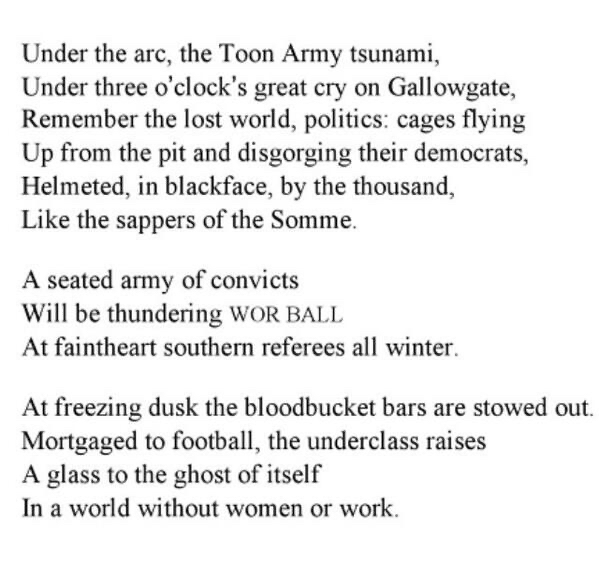 Under the arc, the Toon Army tsunami,
Under three o'clock's great cry on Gallowgate,
Remember the lost world, politics: cages flying
Up from the pit and disgorging their democrats,
Helmeted, in blackface, by the thousand,
Like the sappers of the Somme.
A seated army of convicts
Will be thundering WOR BALL
At faintheart southern referees all winter.
At freezing dusk the bloodbucket bars are stowed out.
Mortgaged to football, the underclass raises
A glass to the ghost of itself
In a world without women or work.